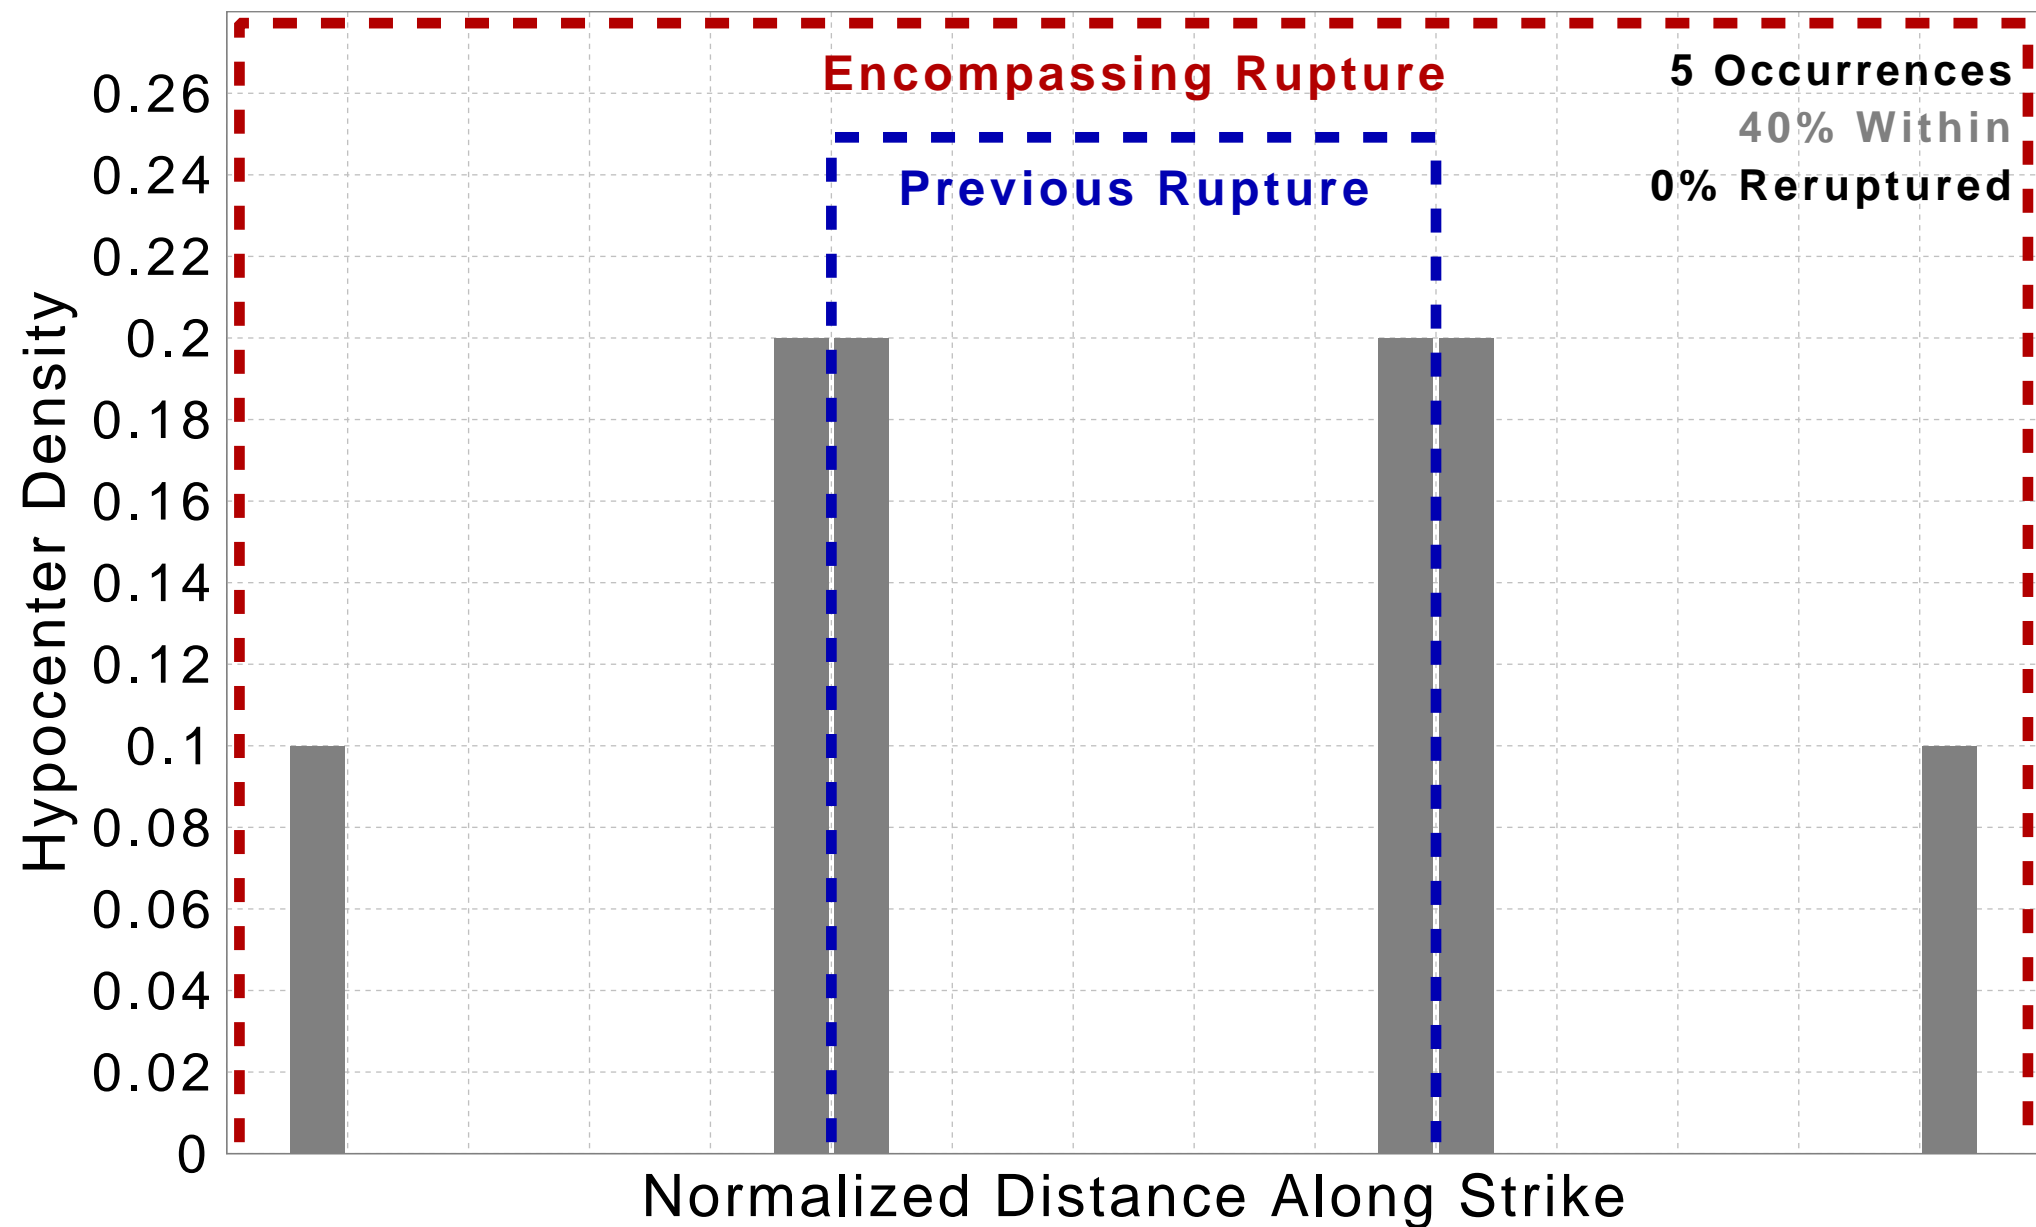 Encompassing Rupture
5 Occurrences
40% Within
0% Reruptured
Previous Rupture
Hypocenter Density
0.26
0.24
0.22
0.2
0.18
0.16
0.14
0.12
0.1
0.08
0.06
0.04
0.02
0
Normalized Distance Along Strike